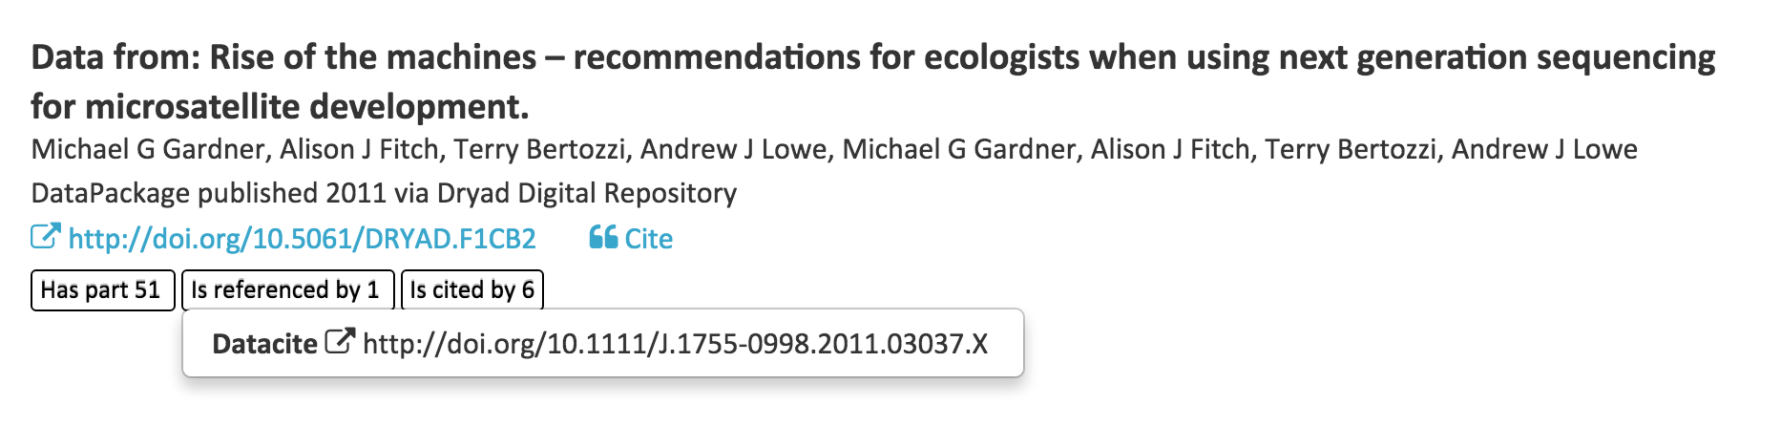 Data from: Rise of the machines – recommendations for ecologists when using next generation sequencing
for microsatellite development.
Michael G Gardner, Alison J Fitch, Terry Bertozzi, Andrew J Lowe, Michael G Gardner, Alison J Fitch, Terry Bertozzi, Andrew J Lowe
DataPackage published 2011 via Dryad Digital Repository
http://doi.org/10.5061/DRYAD.F1CB2 Cite
Has part 51 Is referenced by 1 Is cited by 6
Datacite http://doi.org/10.1111/J.1755-0998.2011.03037.X